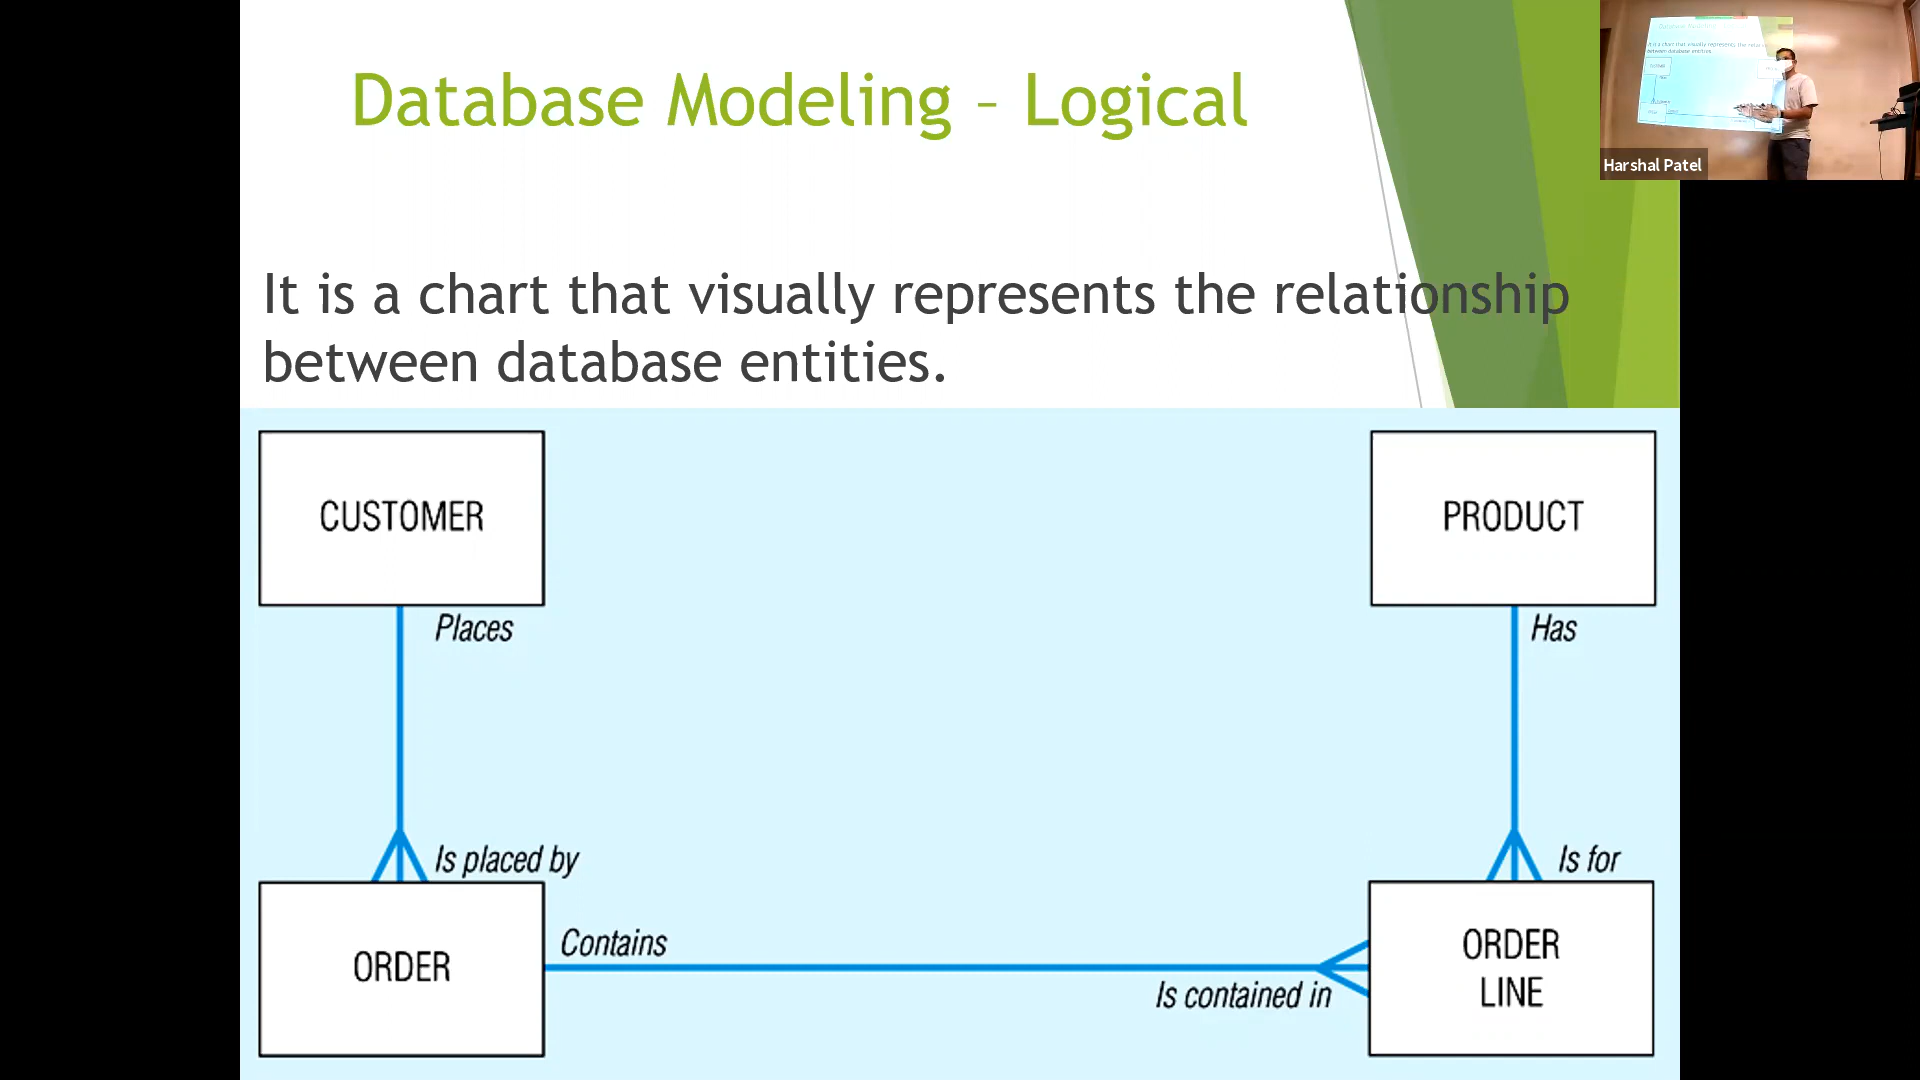 Database Modeling – Logical
Harshal Patel
It is a chart that visually represents the relationship
between database entities.
CUSTOMER
PRODUCT
Places
Has
Is placed by
Is for
ORDER
Contains
Is contained in
ORDER
LINE